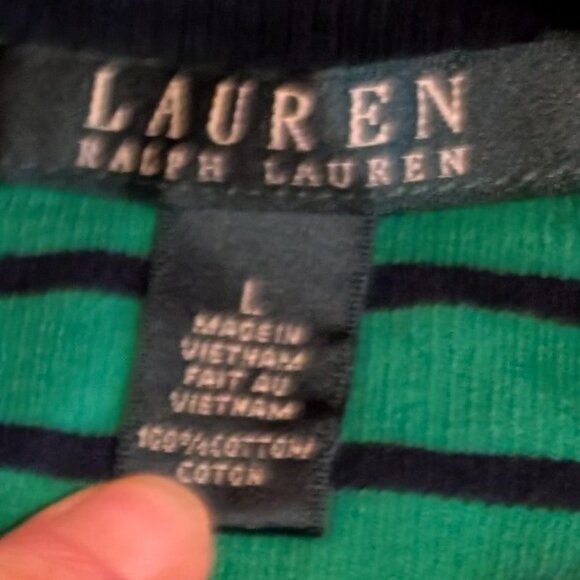 LAUREN
RALPH LAUREN
L
MADE IN
VIETNAM
FAIT AU
VIETNAM
100% COTTON/
COTON